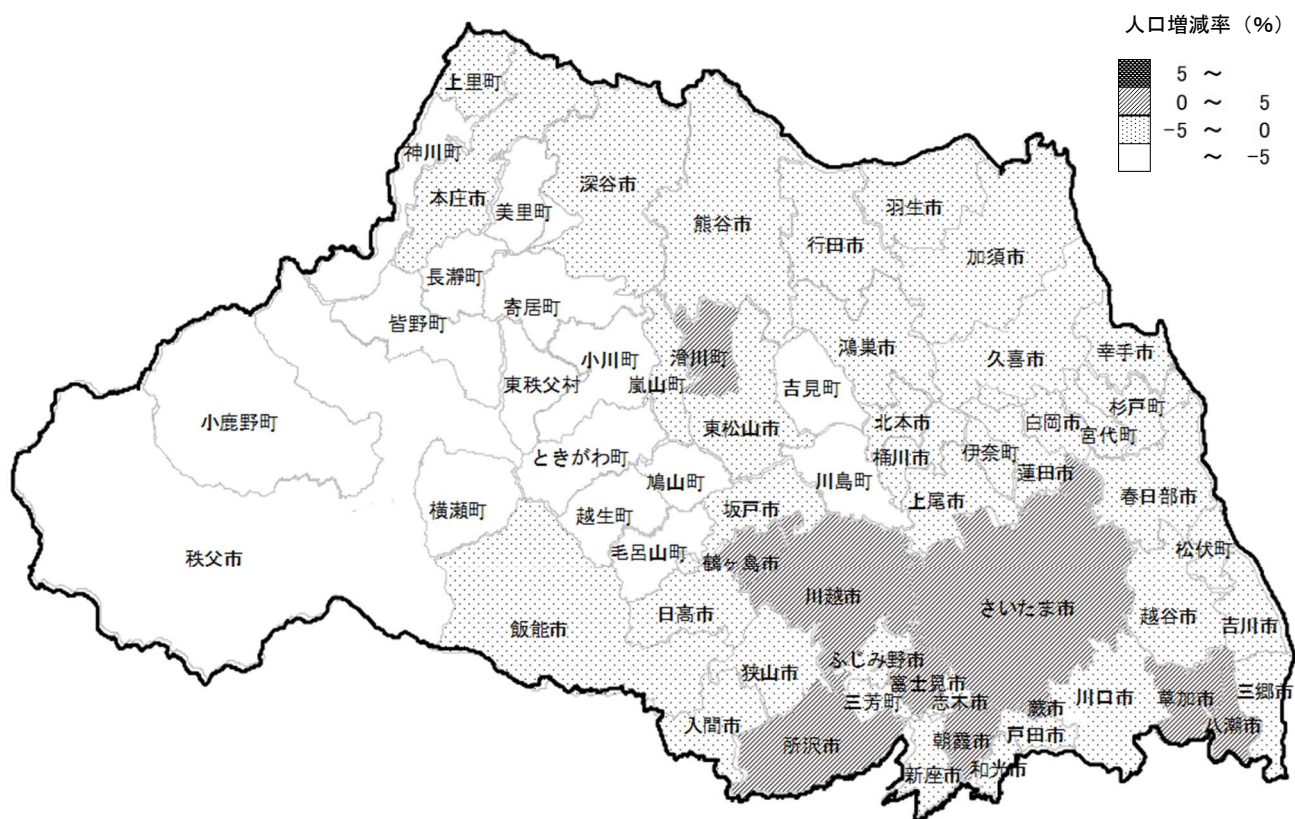 人口増減率（%）
5 ～
0 ～ 5
-5 ～ 0
～ -5
上里町
神川町
本庄市
美里町
深谷市
熊谷市
行田市
羽生市
加須市
長瀞町
皆野町
寄居町
小川町
東秩父村
嵐山町
滑川町
吉見町
鴻巣市
久喜市
幸手市
杉戸町
宮代町
白岡市
小鹿野町
東松山市
北本市
桶川市
伊奈町
蓮田市
ときがわ町
鳩山町
川島町
上尾市
春日部市
横瀬町
越生町
坂戸市
秩父市
毛呂山町
鶴ヶ島市
松伏町
川越市
さいたま市
越谷市
吉川市
飯能市
日高市
狭山市
ふじみ野市
富士見市
三芳町
志木市
蕨市
川口市
草加市
三郷市
八潮市
入間市
所沢市
朝霞市
戸田市
新座市
和光市